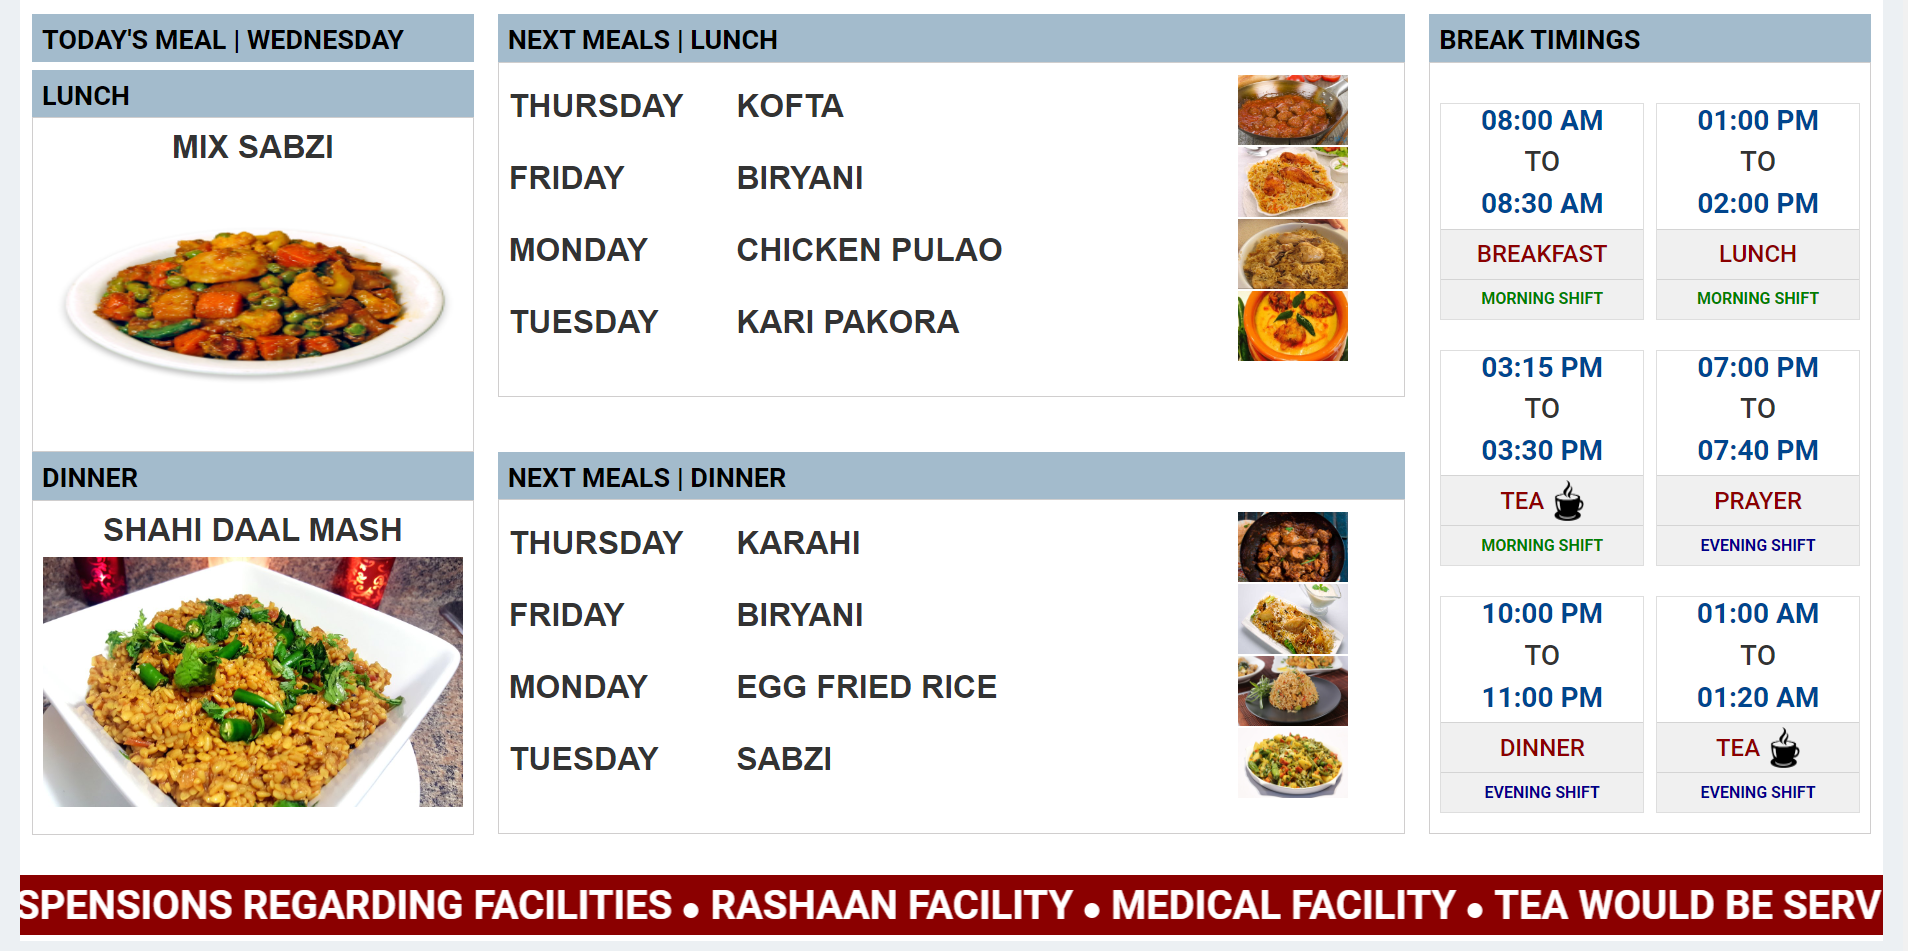 TODAY'S MEAL | WEDNESDAY
LUNCH
MIX SABZI
DINNER
SHAHI DAAL MASH
NEXT MEALS | LUNCH
THURSDAY KOFTA
FRIDAY BIRYANI
MONDAY CHICKEN PULAO
TUESDAY KARI PAKORA
NEXT MEALS | DINNER
THURSDAY KARAHI
FRIDAY BIRYANI
MONDAY EGG FRIED RICE
TUESDAY SABZI
BREAK TIMINGS
08:00 AM
TO
08:30 AM
BREAKFAST
MORNING SHIFT
01:00 PM
TO
02:00 PM
LUNCH
MORNING SHIFT
03:15 PM
TO
03:30 PM
TEA
MORNING SHIFT
07:00 PM
TO
07:40 PM
PRAYER
EVENING SHIFT
10:00 PM
TO
11:00 PM
DINNER
EVENING SHIFT
01:00 AM
TO
01:20 AM
TEA
EVENING SHIFT
SPENSIONS REGARDING FACILITIES ● RASHAAN FACILITY ● MEDICAL FACILITY ● TEA WOULD BE SERV